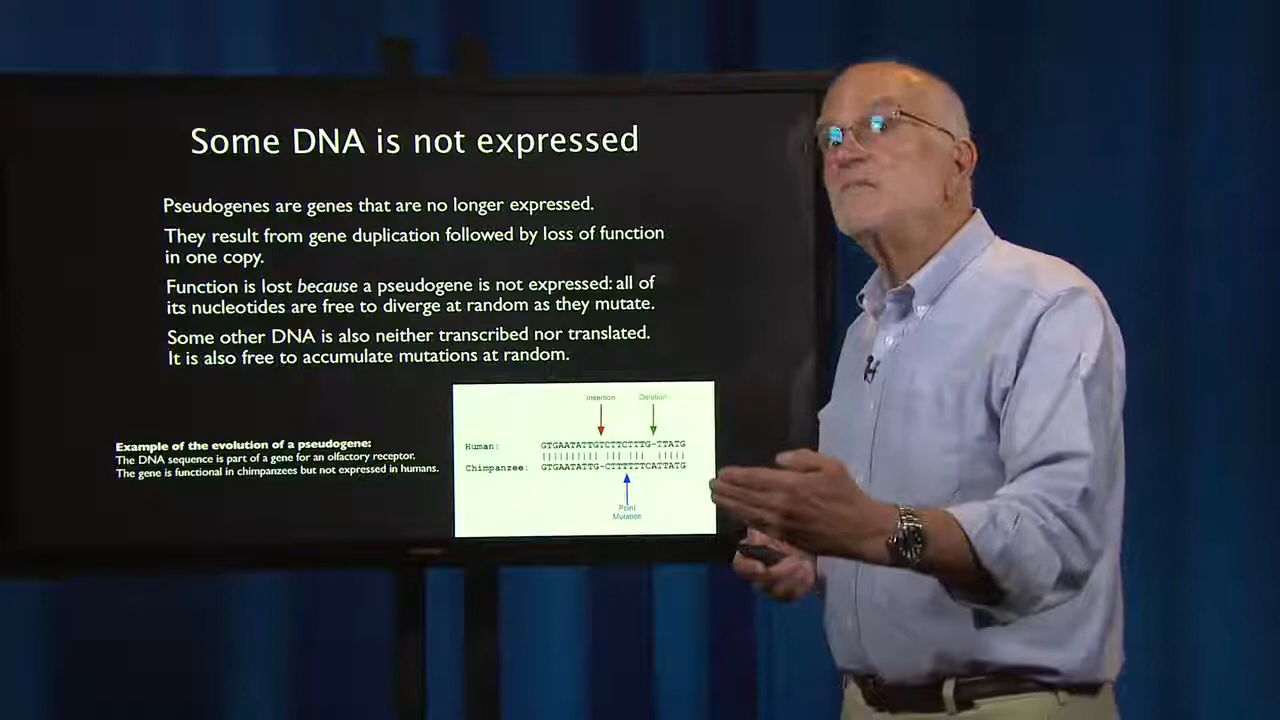 Some DNA is not expressed
Pseudogenes are genes that are no longer expressed.
They result from gene duplication followed by loss of function
in one copy.
Function is lost because a pseudogene is not expressed: all of
its nucleotides are free to diverge at random as they mutate.
Some other DNA is also neither transcribed nor translated.
It is also free to accumulate mutations at random.
Example of the evolution of a pseudogene:
The DNA sequence is part of a gene for an olfactory receptor.
The gene is functional in chimpanzees but not expressed in humans.
Insertion Deletion
Human: GTGAATATTGTCTTCTTTG-TTATG
Chimpanzee: GTGAATATTG-CTTTTTTCATTATG
Point
Mutation